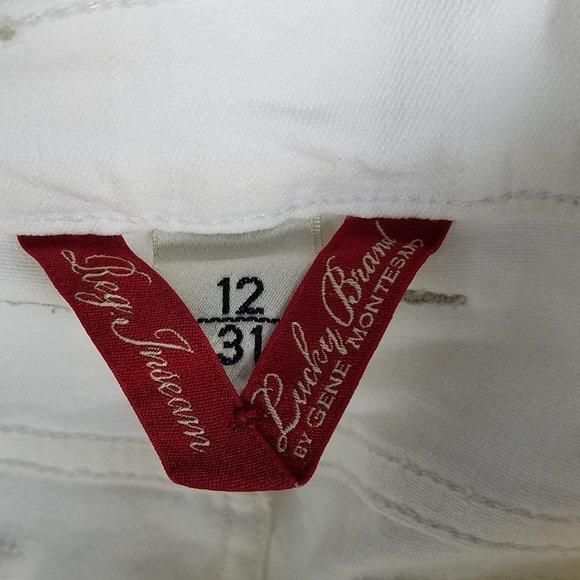 Reg. Inseam
12
31
Lucky Brand
BY GENE MONTESANO